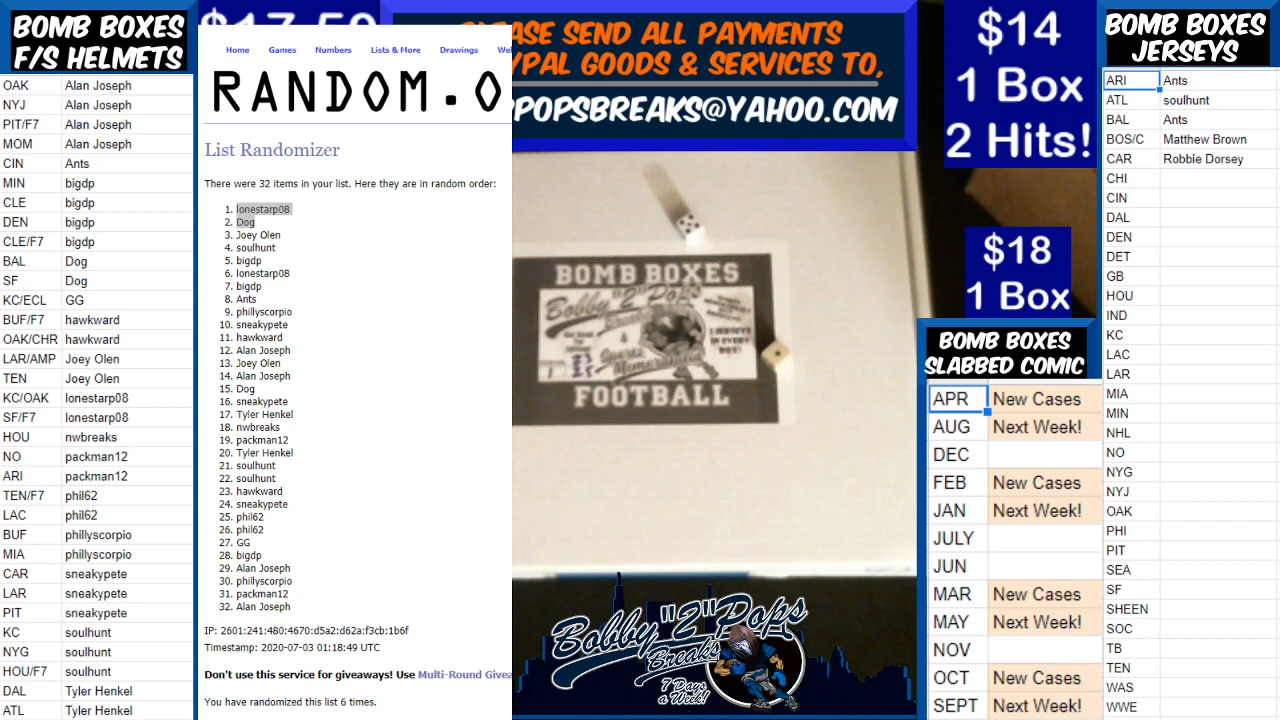 BOMB BOXES
F/S HELMETS
OAK Alan Joseph
NYJ Alan Joseph
PIT/F7 Alan Joseph
MOM Alan Joseph
CIN Ants
MIN bigdp
CLE bigdp
DEN bigdp
CLE/F7 bigdp
BAL Dog
SF Dog
KC/ECL GG
BUF/F7 hawkward
OAK/CHR hawkward
LAR/AMP Joey Olen
TEN Joey Olen
KC/OAK lonestarp08
SF/F7 lonestarp08
HOU nwbreaks
NO packman12
ARI packman12
TEN/F7 phil62
LAC phil62
BUF phillyscorpio
MIA phillyscorpio
CAR sneakypete
LAR sneakypete
PIT sneakypete
KC soulhunt
NYG soulhunt
HOU/F7 soulhunt
DAL Tyler Henkel
ATL Tyler Henkel
$17.50
Home Games Numbers Lists & More Drawings
RANDOM.O
List Randomizer
There were 32 items in your list. Here they are in random order:
1. lonestarp08
2. Dog
3. Joey Olen
4. soulhunt
5. bigdp
6. lonestarp08
7. bigdp
8. Ants
9. phillyscorpio
10. sneakypete
11. hawkward
12. Alan Joseph
13. Joey Olen
14. Alan Joseph
15. Dog
16. sneakypete
17. Tyler Henkel
18. nwbreaks
19. packman12
20. Tyler Henkel
21. soulhunt
22. soulhunt
23. hawkward
24. sneakypete
25. phil62
26. phil62
27. GG
28. bigdp
29. Alan Joseph
30. phillyscorpio
31. packman12
32. Alan Joseph
IP: 2601:241:480:4670:d5a2:d62a:f3cb:1b6f
Timestamp: 2020-07-03 01:18:49 UTC
Don't use this service for giveaways! Use Multi-Round Givea
You have randomized this list 6 times.
ASE SEND ALL PAYMENTS
YPAL GOODS & SERVICES TO,
POPSBREAKS@YAHOO.COM
BOMB BOXES
Bobby "2" Pops
FOOTBALL
Bobby "2" Pops
Breaks
7 Days
a Week!
$14
1 Box
2 Hits!
$18
1 Box
BOMB BOXES
SLABBED COMIC
APR New Cases
AUG Next Week!
DEC
FEB New Cases
JAN Next Week!
JULY
JUN
MAR New Cases
MAY Next Week!
NOV
OCT New Cases
SEPT Next Week!
BOMB BOXES
JERSEYS
ARI Ants
ATL soulhunt
BAL Ants
BOS/C Matthew Brown
CAR Robbie Dorsey
CHI
CIN
DAL
DEN
DET
GB
HOU
IND
KC
LAC
LAR
MIA
MIN
NHL
NO
NYG
NYJ
OAK
PHI
PIT
SEA
SF
SHEEN
SOC
TB
TEN
WAS
WWE